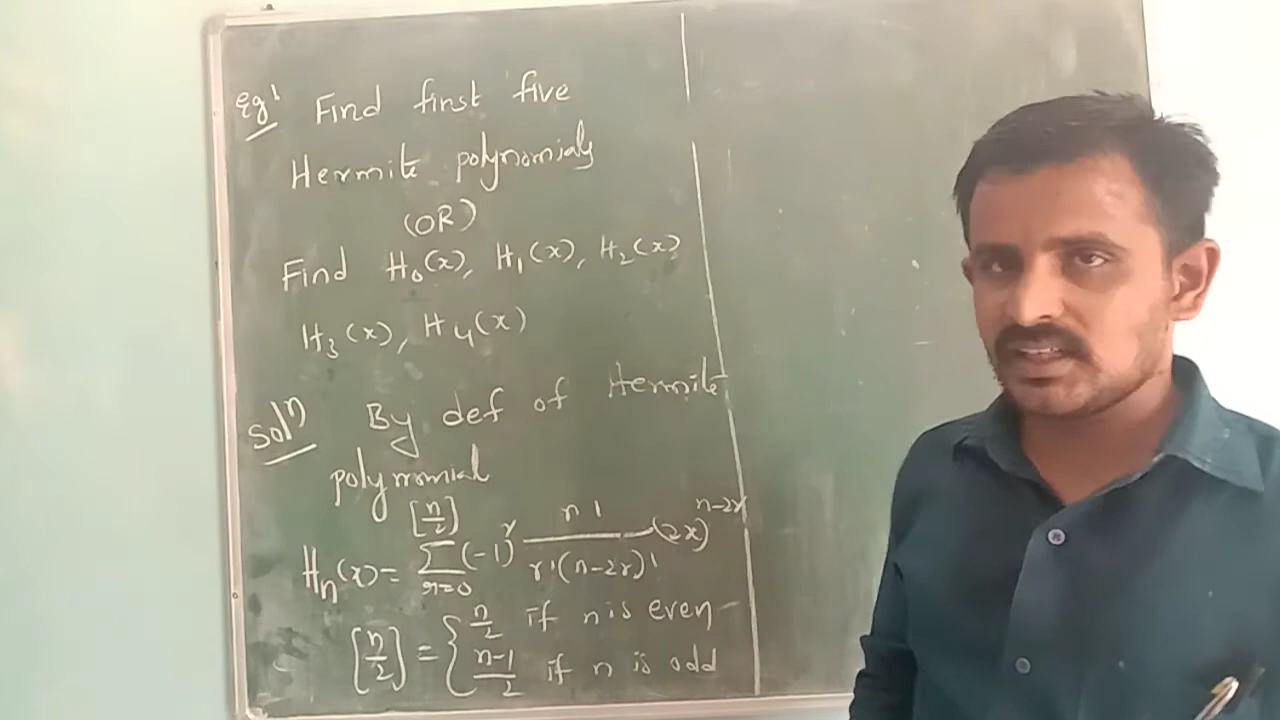 Eg! Find first five
Hermite polynomials
(OR)
Find H₀(x), H₁(x), H₂(x),
H₃(x), H₄(x)
Solⁿ By def of Hermite
polynomial
Hₙ(x) = ∑_{r=0}^{[n/2]} (-1)^r n!/(r!(n-2r)!) (2x)^{n-2r}
[n/2] = { n/2 if n is even
n-1/2 if n is odd